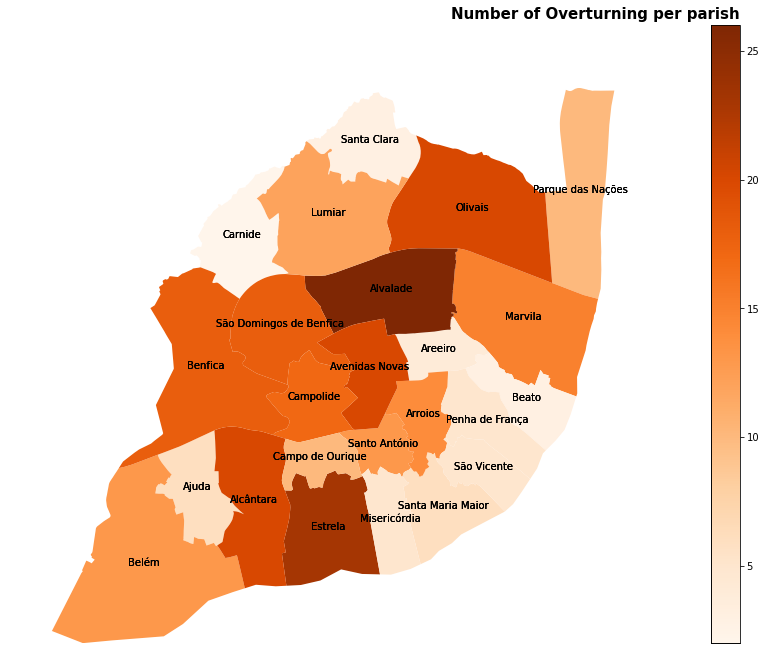 Number of Overturning per parish
25
Santa Clara
20
Parque das Nações
Olivais
Lumiar
Carnide
Alvalade
15
Marvila
São Domingos de Benfica
Areeiro
Benfica
Avenidas Novas
Campolide
Beato
Arroios
Penha de França
10
Santo António
Campo de Ourique
São Vicente
Ajuda
Alcântara
Santa Maria Maior
Misericórdia
Estrela
Belém
5